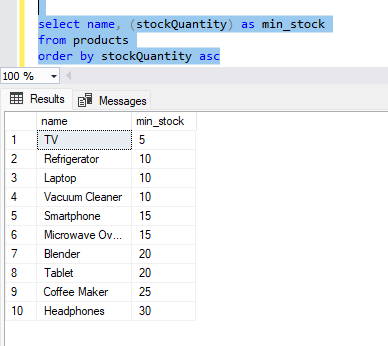 select name, (stockQuantity) as min_stock
from products
order by stockQuantity asc
100 %
Results Messages
name min_stock
1 TV 5
2 Refrigerator 10
3 Laptop 10
4 Vacuum Cleaner 10
5 Smartphone 15
6 Microwave Ov... 15
7 Blender 20
8 Tablet 20
9 Coffee Maker 25
10 Headphones 30